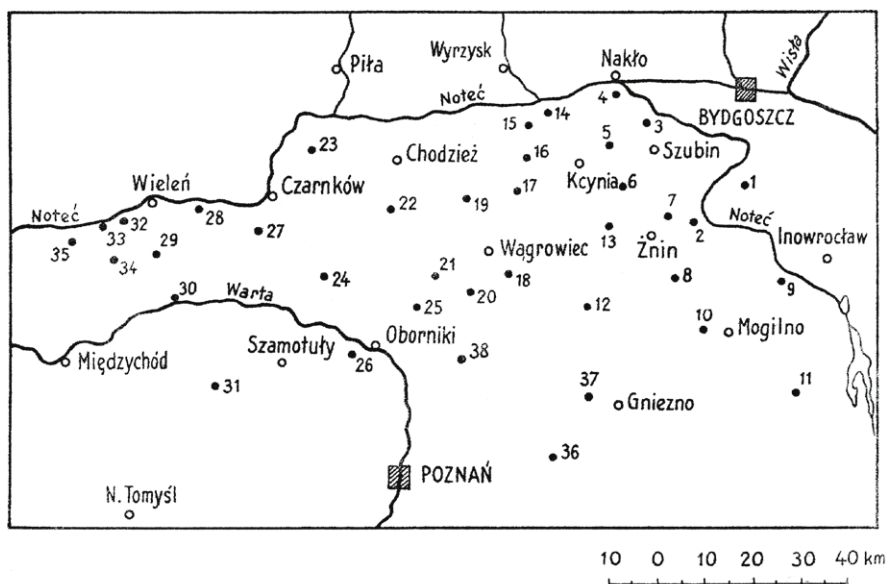 Piła
Wyrzysk
Nakło
Wisła
Noteć
4
BYDGOSZCZ
14
15
3
5
Szubin
23
Chodzież
16
Kcynia
6
1
Wieleń
Czarnków
17
19
22
7
2
Noteć
Noteć
32
28
33
27
13
Żnin
Inowrocław
35
29
34
Wągrowiec
24
21
18
8
9
30
Warta
25
20
12
10
Mogilno
Międzychód
Szamotuły
Oborniki
26
38
31
37
Gniezno
11
36
POZNAŃ
N. Tomyśl
10 0 10 20 30 40 km